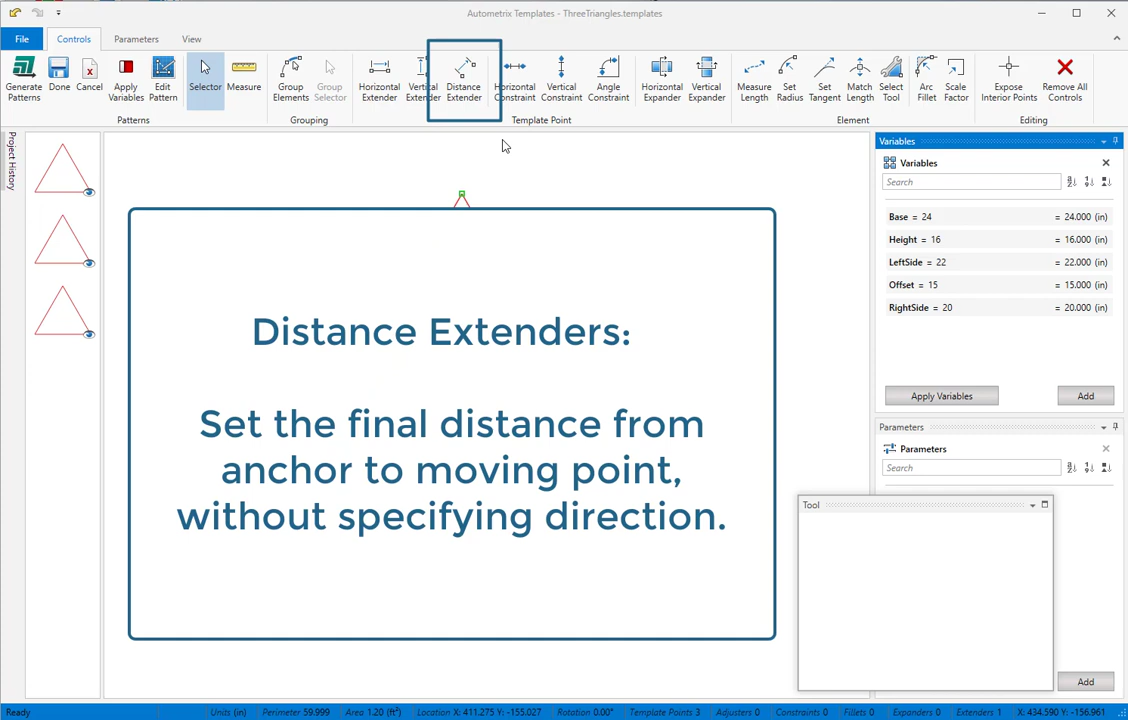 Autometrix Templates - ThreeTriangles.templates
File
Controls
Parameters
View
Generate Patterns
Done
Cancel
Apply Variables
Edit Pattern
Selector
Measure
Group Elements
Group Selector
Horizontal Extender
Vertical Extender
Distance Extender
Horizontal Constraint
Vertical Constraint
Angle Constraint
Horizontal Expander
Vertical Expander
Measure Length
Set Radius
Set Tangent
Match Length
Select Tool
Arc Fillet
Scale Factor
Expose Interior Points
Remove All Controls
Patterns
Grouping
Template Point
Element
Editing
Project History
Variables
Variables
Search
Base = 24 = 24.000 (in)
Height = 16 = 16.000 (in)
LeftSide = 22 = 22.000 (in)
Offset = 15 = 15.000 (in)
RightSide = 20 = 20.000 (in)
Apply Variables
Add
Parameters
Parameters
Search
Tool
Add
Distance Extenders:
Set the final distance from
anchor to moving point,
without specifying direction.
Ready
Units (in)
Perimeter 59.999
Area 1.20 (ft²)
Location X: 411.275 Y: -155.027
Rotation 0.00°
Template Points 3
Adjusters 0
Constraints 0
Fillets 0
Expanders 0
Extenders 1
X: 434.590 Y: -156.961